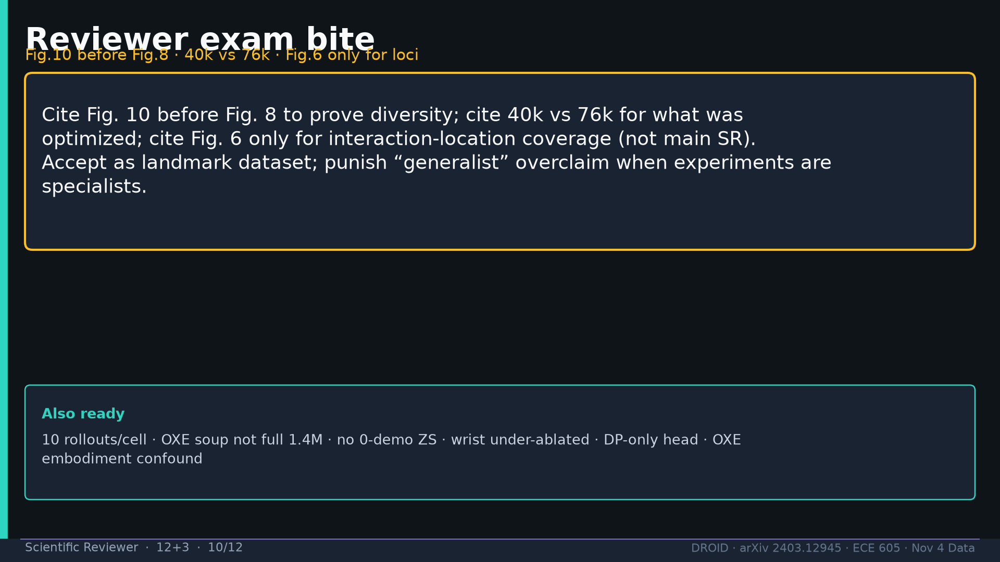 Reviewer exam bite
Fig.10 before Fig.8 · 40k vs 76k · Fig.6 only for loci
Cite Fig. 10 before Fig. 8 to prove diversity; cite 40k vs 76k for what was
optimized; cite Fig. 6 only for interaction-location coverage (not main SR).
Accept as landmark dataset; punish “generalist” overclaim when experiments are
specialists.
Also ready
10 rollouts/cell · OXE soup not full 1.4M · no 0-demo ZS · wrist under-ablated · DP-only head · OXE
embodiment confound
Scientific Reviewer · 12+3 · 10/12
DROID · arXiv 2403.12945 · ECE 605 · Nov 4 Data